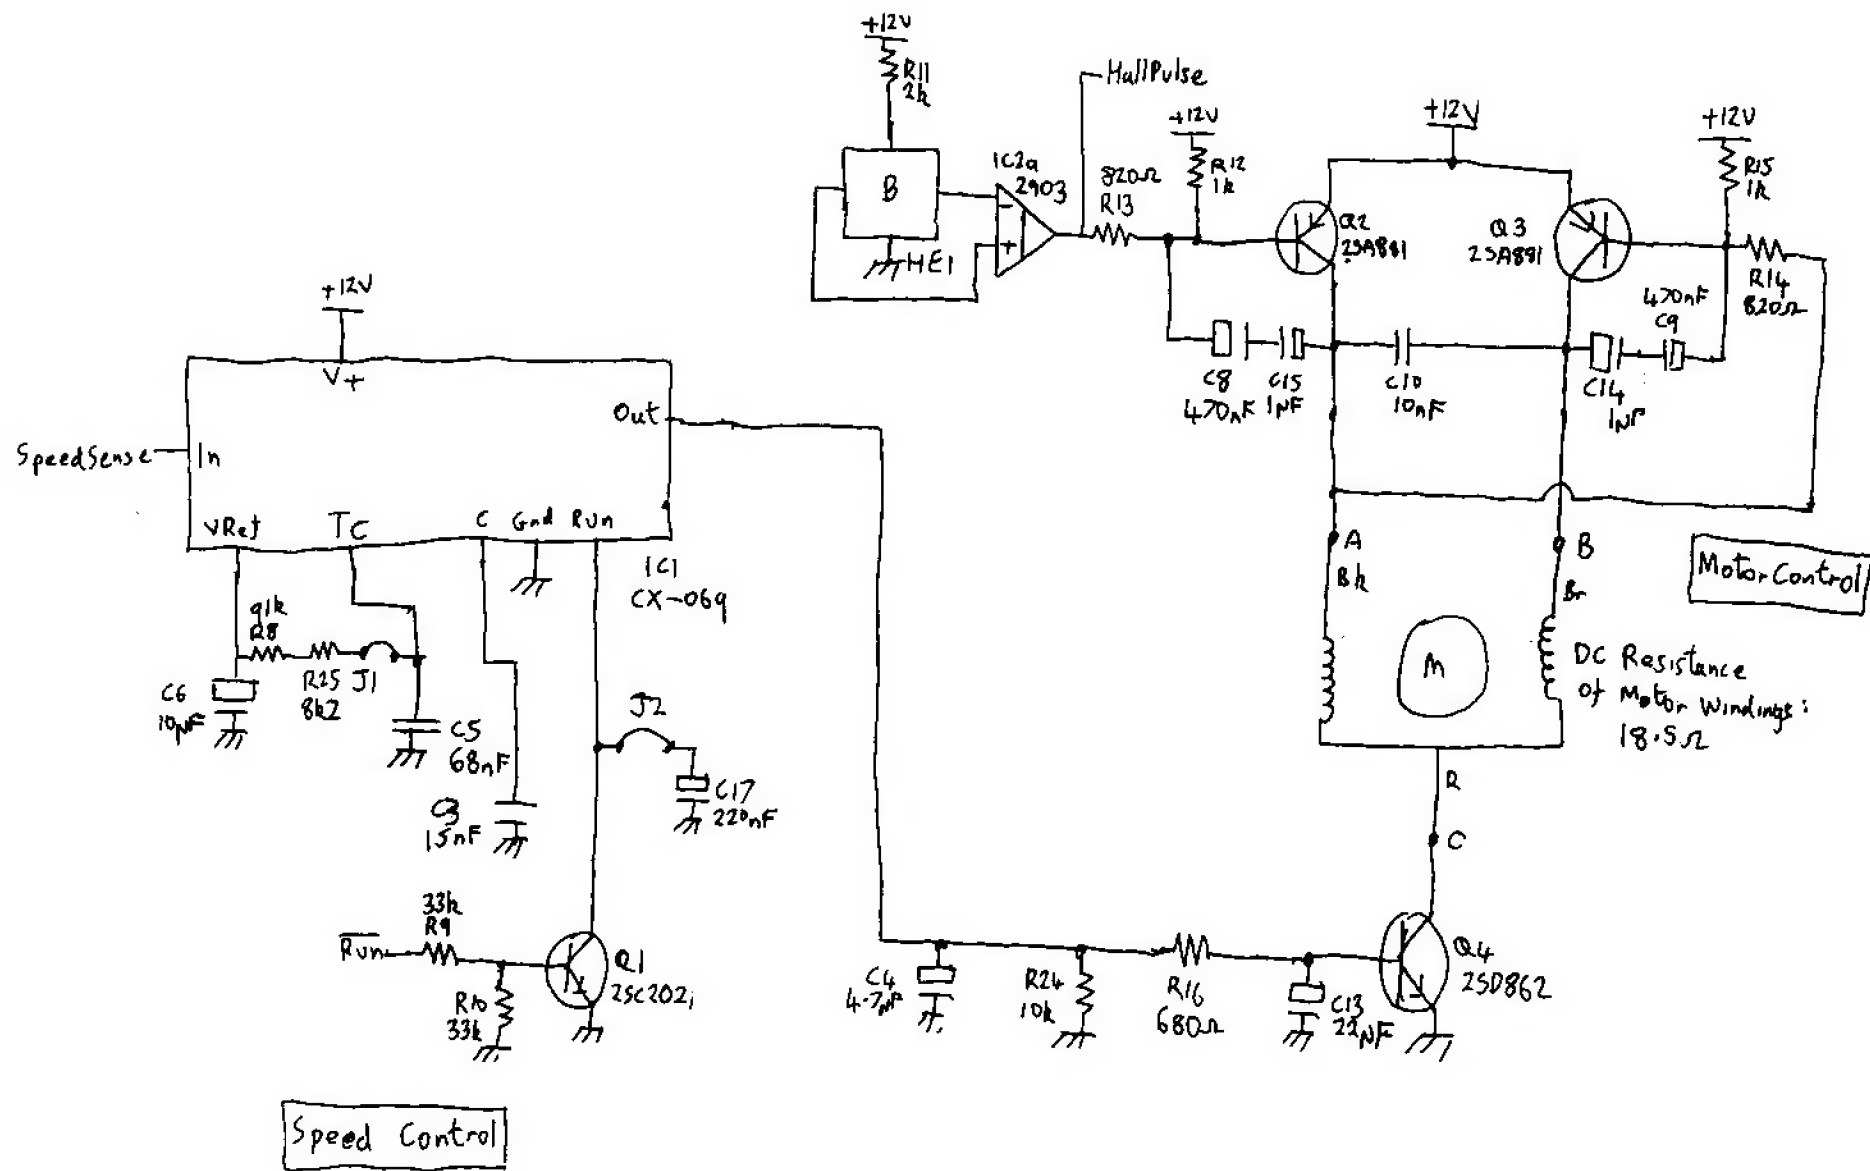 +12V
R11
2k
B
HE1
IC2a
2903
HallPulse
820Ω
R13
+12V
R12
1k
+12V
Q2
2SA881
Q3
2SA881
+12V
R15
1k
R14
820Ω
470nF
C9
C8
470nF
C15
1µF
C10
10nF
C14
1µF
A
Bk
B
Br
Motor Control
M
DC Resistance
of Motor Windings:
18.5Ω
R
C
+12V
V+
Out
SpeedSense
In
VRef
TC
C
Gnd
Run
IC1
CX-069
91k
R8
R25
8k2
J1
C6
10µF
C5
68nF
C3
15nF
J2
C17
220nF
Run
33k
R9
R10
33k
Q1
2SC2021
C4
4.7µF
R24
10k
R16
680Ω
C13
22µF
Q4
2SD862
Speed Control